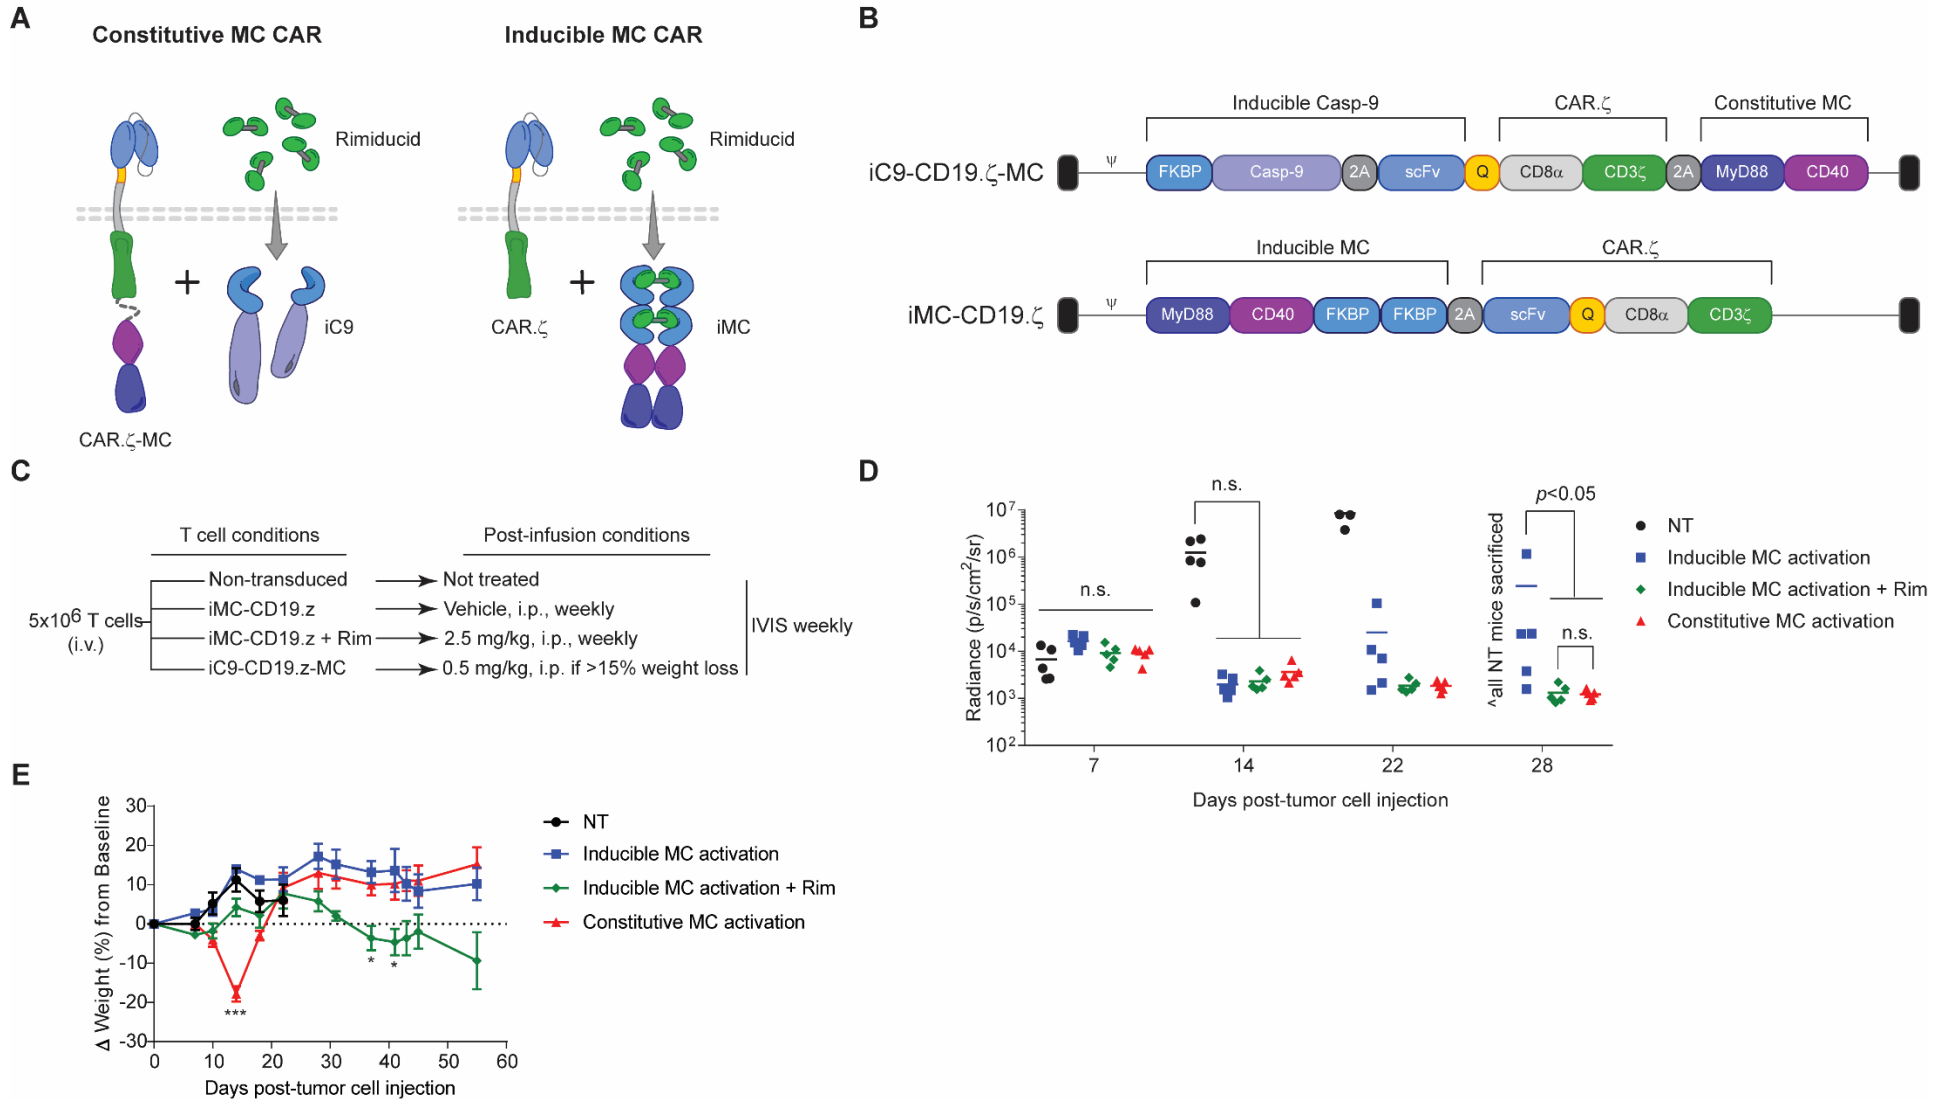 A
Constitutive MC CAR
Inducible MC CAR
Rimiducid
Rimiducid
+
+
iC9
CAR.ζ
iMC
CAR.ζ-MC
B
Inducible Casp-9
CAR.ζ
Constitutive MC
iC9-CD19.ζ-MC
ψ
FKBP
Casp-9
2A
scFv
Q
CD8α
CD3ζ
2A
MyD88
CD40
Inducible MC
CAR.ζ
iMC-CD19.ζ
ψ
MyD88
CD40
FKBP
FKBP
2A
scFv
Q
CD8α
CD3ζ
C
T cell conditions
Post-infusion conditions
5x10⁶ T cells
(i.v.)
Non-transduced
Not treated
iMC-CD19.z
Vehicle, i.p., weekly
iMC-CD19.z + Rim
2.5 mg/kg, i.p., weekly
iC9-CD19.z-MC
0.5 mg/kg, i.p. if >15% weight loss
IVIS weekly
D
Radiance (p/s/cm²/sr)
10⁷
10⁶
10⁵
10⁴
10³
10²
n.s.
n.s.
^all NT mice sacrificed
p<0.05
n.s.
7
14
22
28
Days post-tumor cell injection
NT
Inducible MC activation
Inducible MC activation + Rim
Constitutive MC activation
E
Δ Weight (%) from Baseline
30
20
10
0
-10
-20
-30
***
*
*
0
10
20
30
40
50
60
Days post-tumor cell injection
NT
Inducible MC activation
Inducible MC activation + Rim
Constitutive MC activation